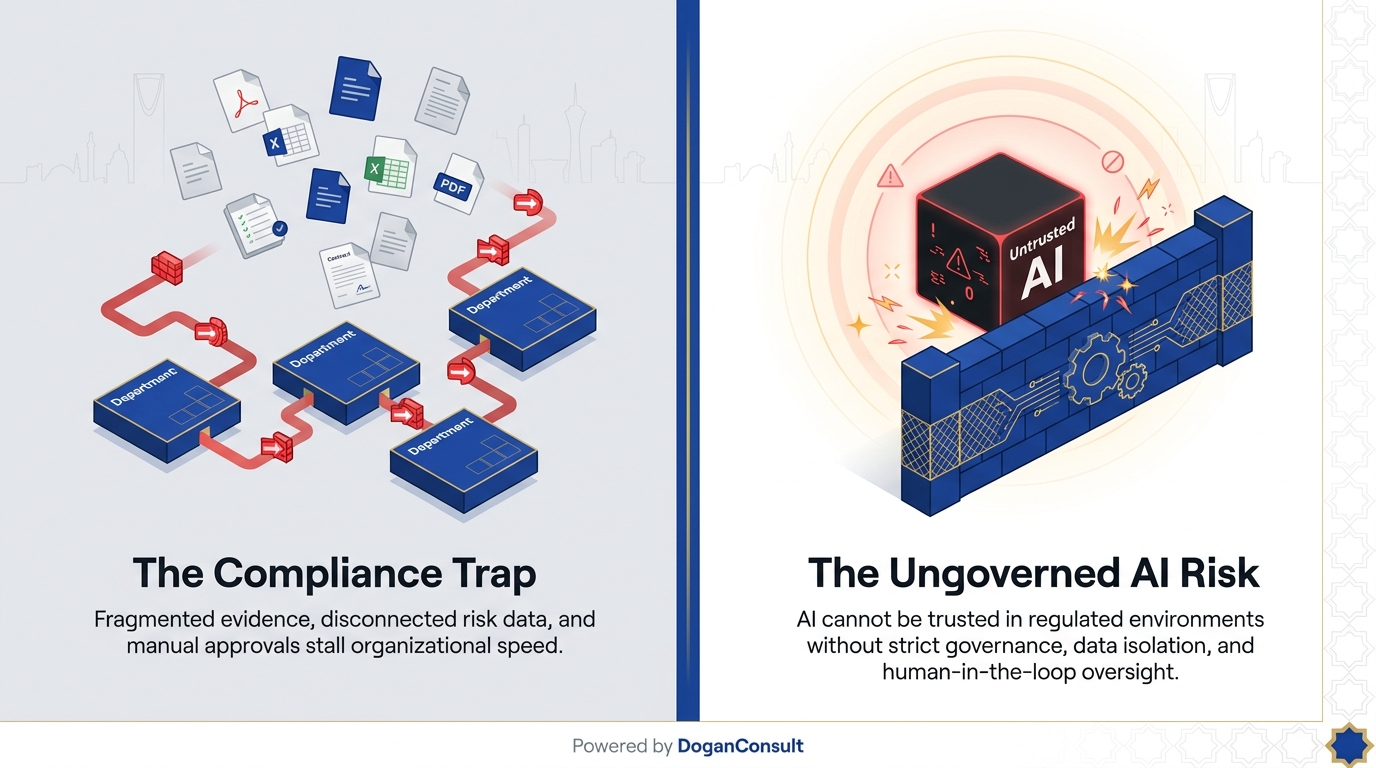 X
X
PDF
Contract
Department
Dopartment
Department
Department
The Compliance Trap
Fragmented evidence, disconnected risk data, and
manual approvals stall organizational speed.
Untrusted
AI
0
The Ungoverned AI Risk
AI cannot be trusted in regulated environments
without strict governance, data isolation, and
human-in-the-loop oversight.
Powered by DoganConsult